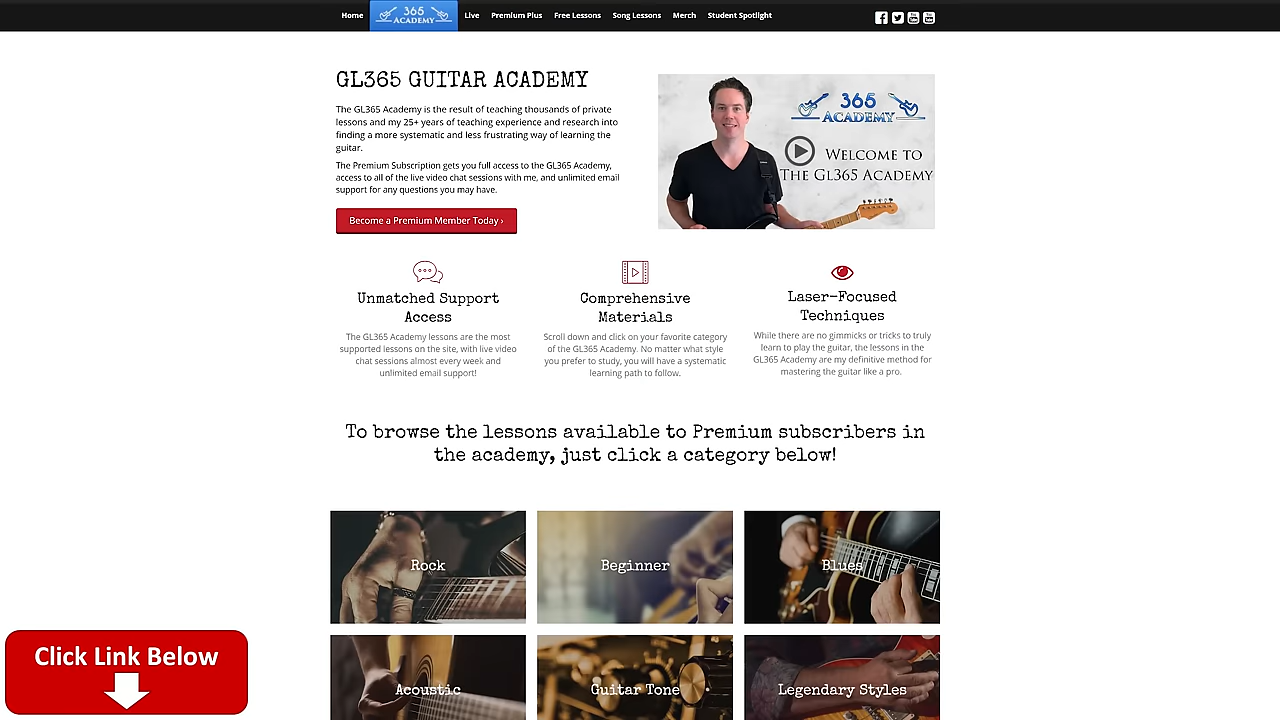 Home
365
ACADEMY
Live
Premium Plus
Free Lessons
Song Lessons
Merch
Student Spotlight
GL365 GUITAR ACADEMY
The GL365 Academy is the result of teaching thousands of private
lessons and my 25+ years of teaching experience and research into
finding a more systematic and less frustrating way of learning the
guitar.
The Premium Subscription gets you full access to the GL365 Academy,
access to all of the live video chat sessions with me, and unlimited email
support for any questions you may have.
Become a Premium Member Today ›
365
ACADEMY
WELCOME TO
THE GL365 ACADEMY
Unmatched Support
Access
The GL365 Academy lessons are the most
supported lessons on the site, with live video
chat sessions almost every week and
unlimited email support!
Comprehensive
Materials
Scroll down and click on your favorite category
of the GL365 Academy. No matter what style
you prefer to study, you will have a systematic
learning path to follow.
Laser-Focused
Techniques
While there are no gimmicks or tricks to truly
learn to play the guitar, the lessons in the
GL365 Academy are my definitive method for
mastering the guitar like a pro.
To browse the lessons available to Premium subscribers in
the academy, just click a category below!
Rock
Beginner
Blues
Acoustic
Guitar Tone
Legendary Styles
Click Link Below